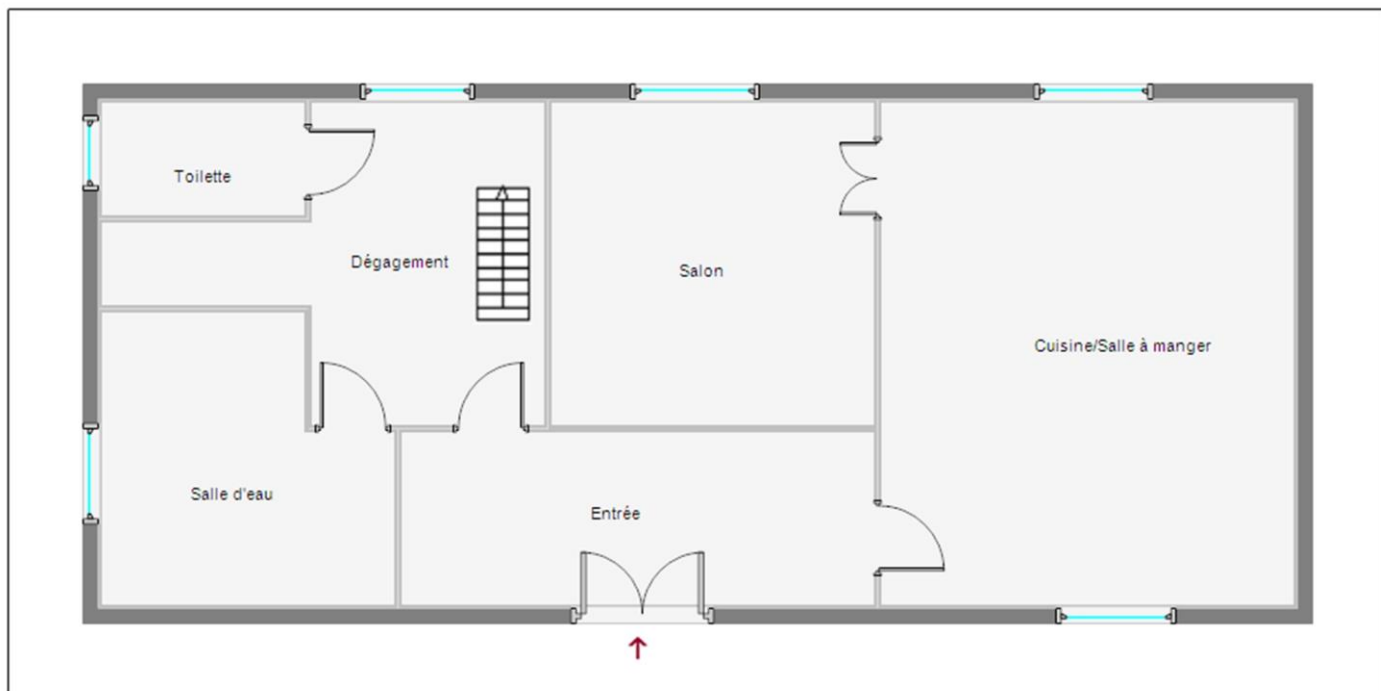 Toilette
Dégagement
Salon
Cuisine/Salle à manger
Salle d'eau
Entrée